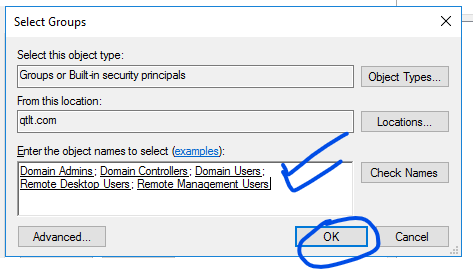 Select Groups
Select this object type:
Groups or Built-in security principals
Object Types...
From this location:
qtlt.com
Locations...
Enter the object names to select (examples):
Domain Admins; Domain Controllers; Domain Users;
Remote Desktop Users; Remote Management Users
Check Names
Advanced...
OK
Cancel